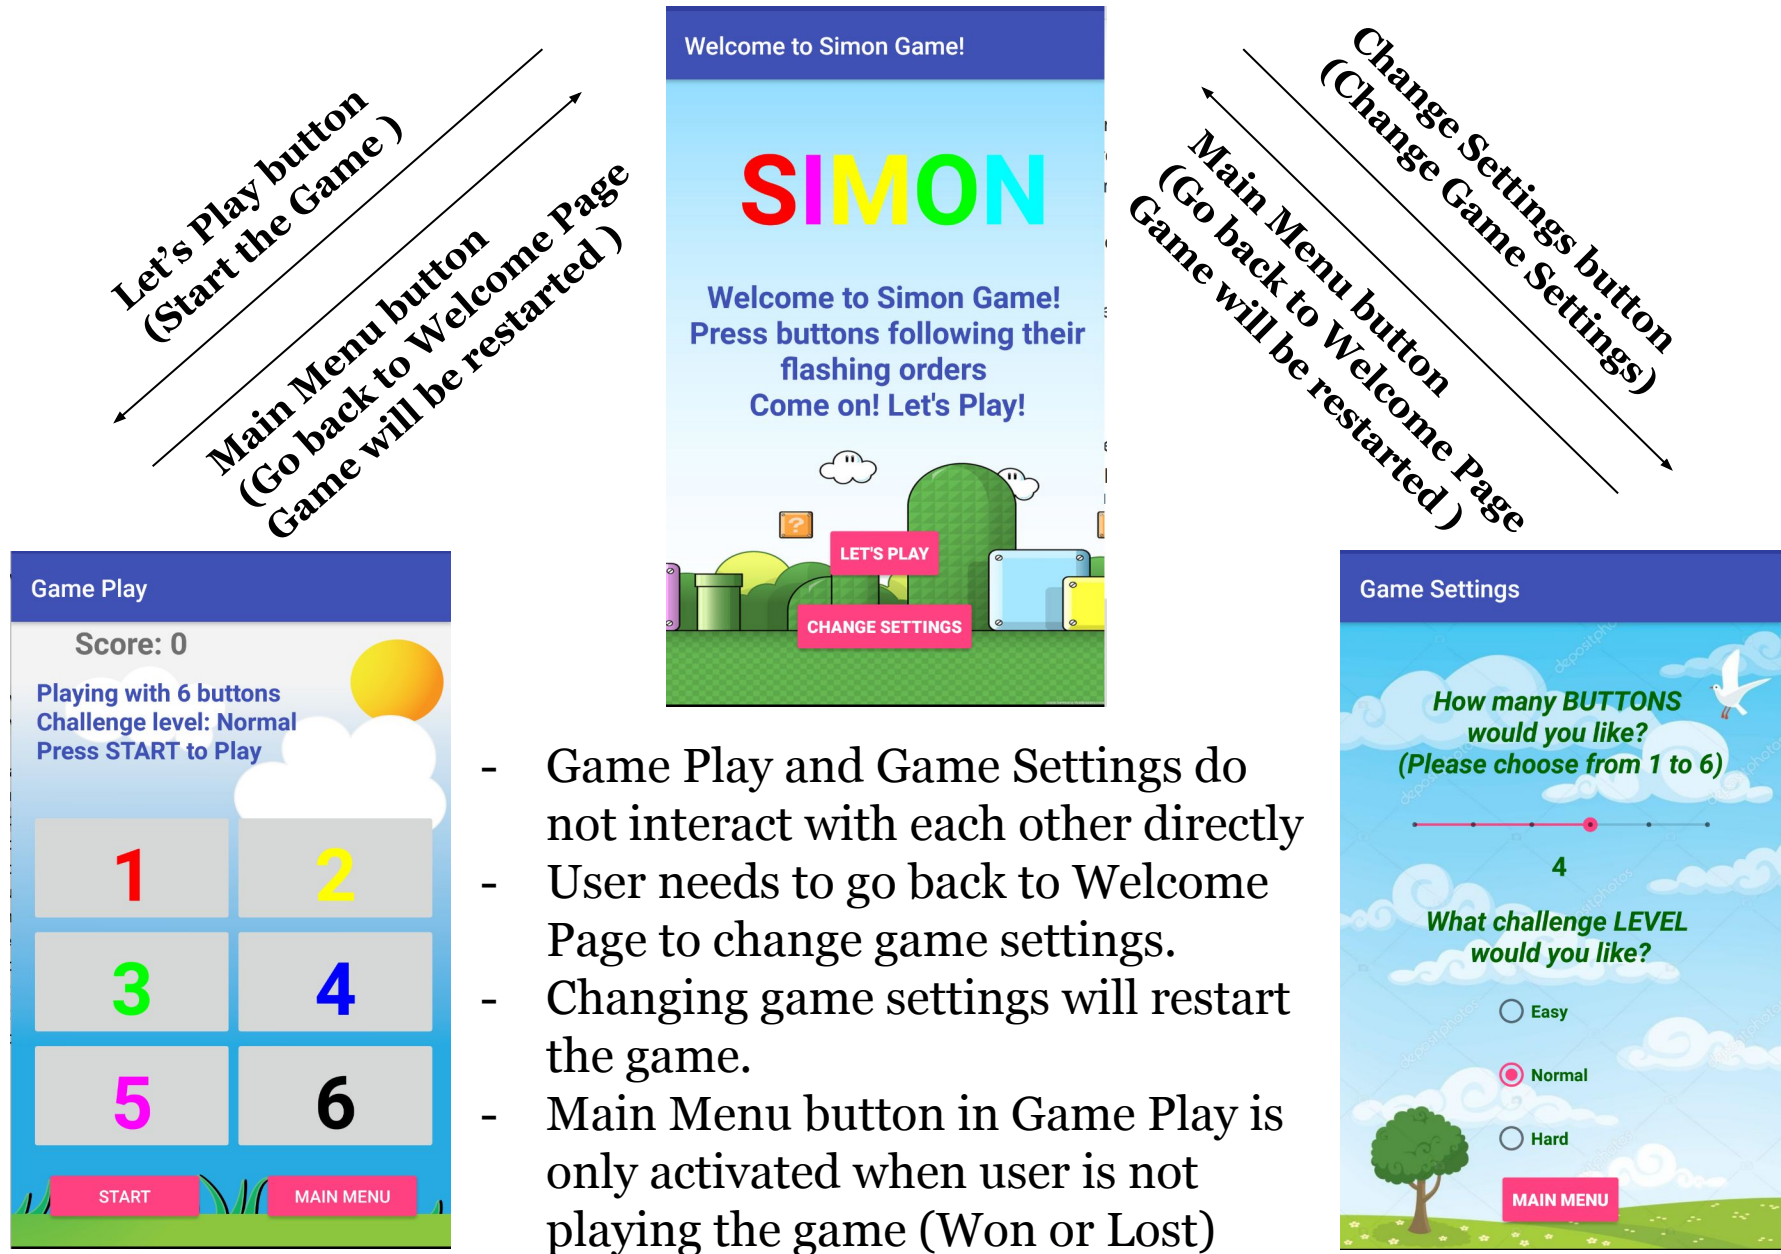 Let's Play button
(Start the Game )
Main Menu button
(Go back to Welcome Page
Game will be restarted )
Welcome to Simon Game!
SIMON
Welcome to Simon Game!
Press buttons following their
flashing orders
Come on! Let's Play!
?
LET'S PLAY
CHANGE SETTINGS
Change Settings button
(Change Game Settings)
Main Menu button
(Go back to Welcome Page
Game will be restarted )
Game Play
Score: 0
Playing with 6 buttons
Challenge level: Normal
Press START to Play
1
2
3
4
5
6
START
MAIN MENU
- Game Play and Game Settings do
not interact with each other directly
- User needs to go back to Welcome
Page to change game settings.
- Changing game settings will restart
the game.
- Main Menu button in Game Play is
only activated when user is not
playing the game (Won or Lost)
Game Settings
How many BUTTONS
would you like?
(Please choose from 1 to 6)
4
What challenge LEVEL
would you like?
Easy
Normal
Hard
MAIN MENU
depositphotos